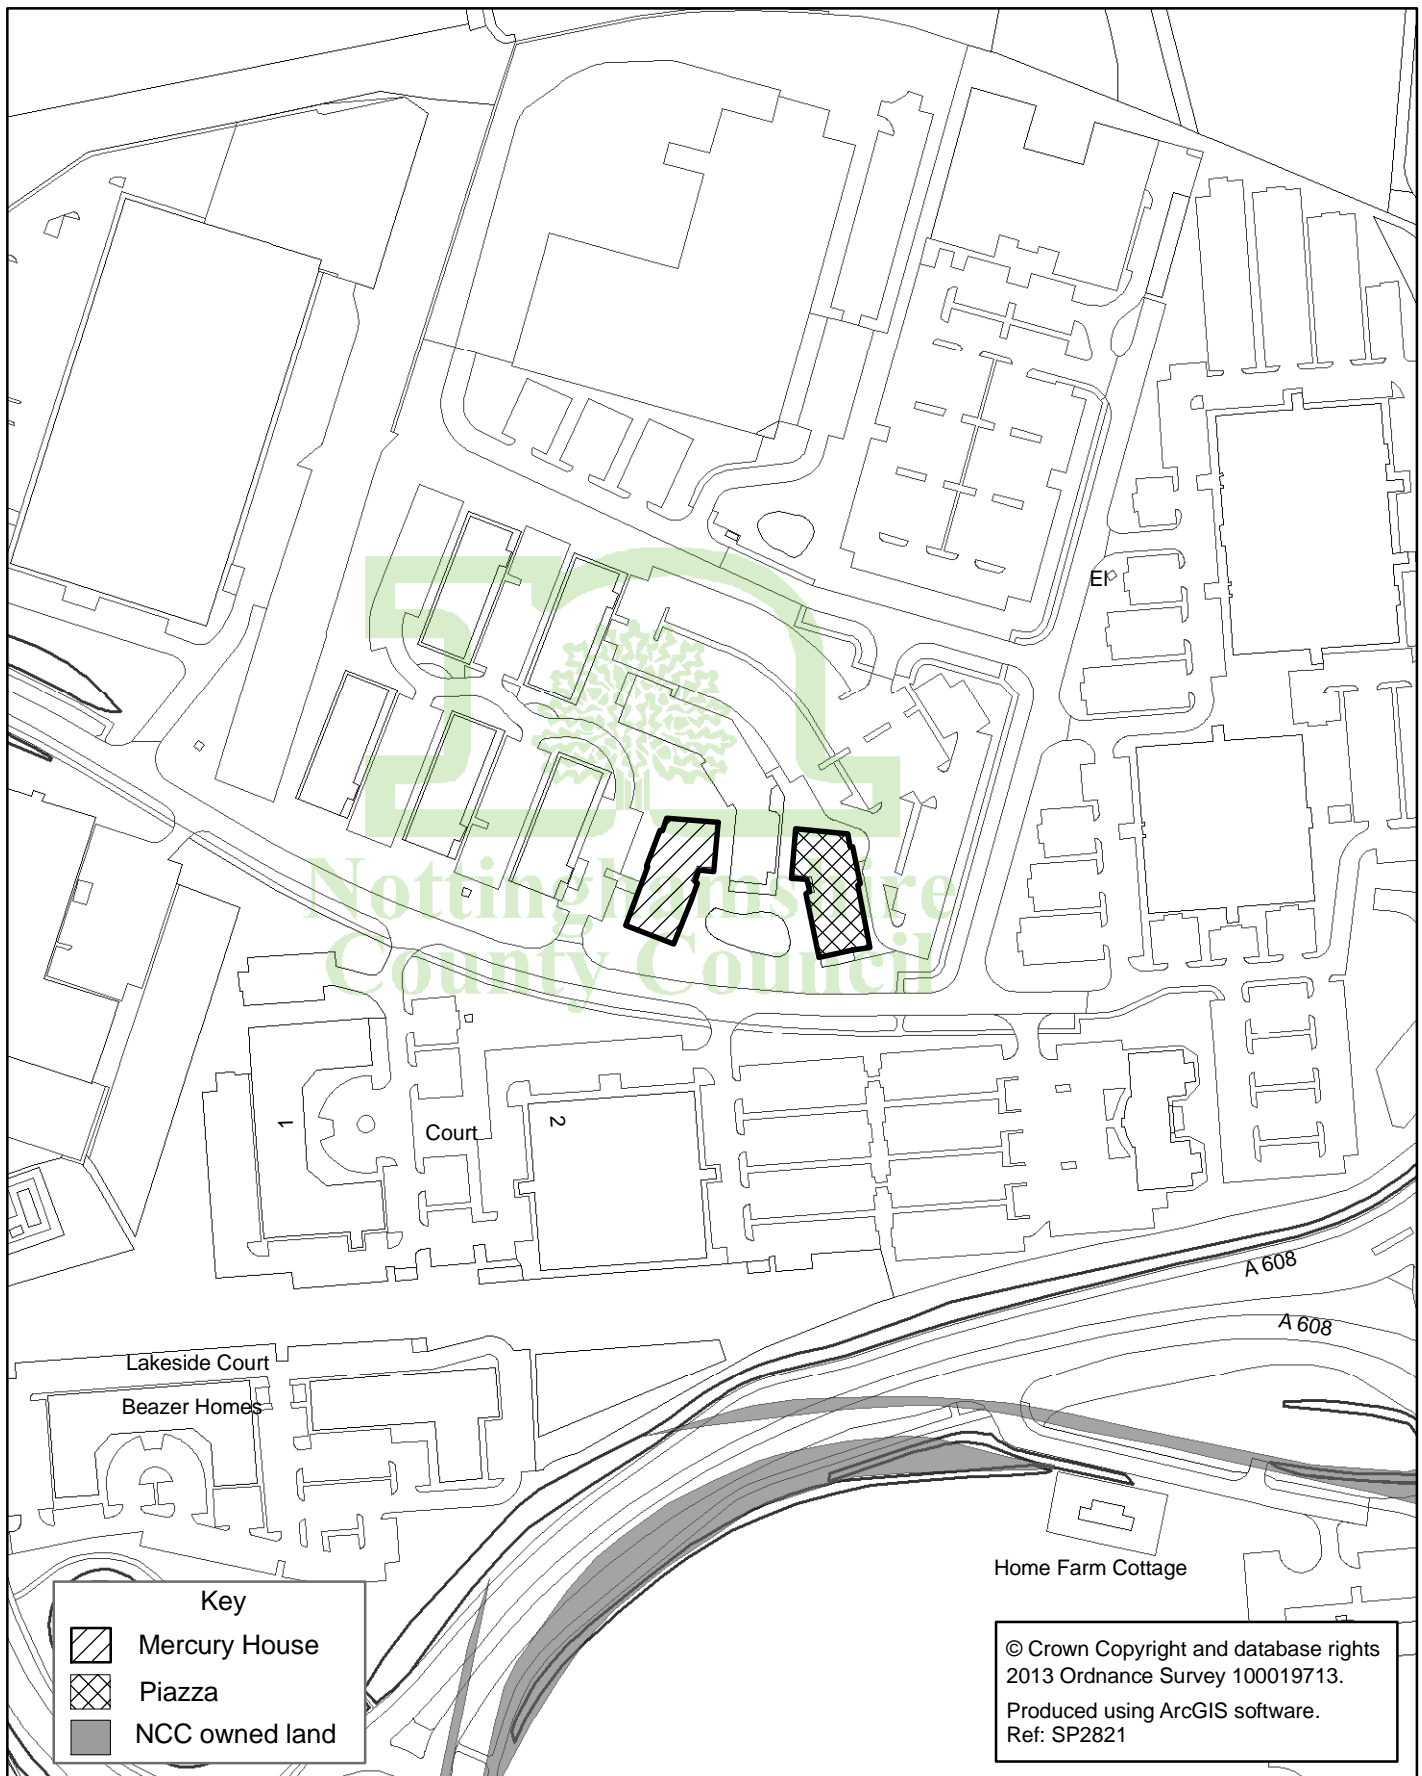 El
Nottinghamshire
County Council
1
Court
2
A 608
A 608
Lakeside Court
Beazer Homes
Home Farm Cottage
Key
Mercury House
Piazza
NCC owned land
© Crown Copyright and database rights
2013 Ordnance Survey 100019713.
Produced using ArcGIS software.
Ref: SP2821